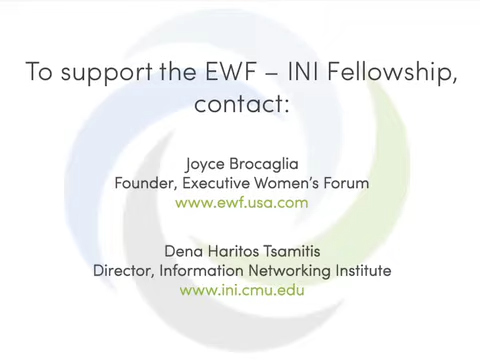 To support the EWF – INI Fellowship,
contact:
Joyce Brocaglia
Founder, Executive Women's Forum
www.ewf.usa.com
Dena Haritos Tsamitis
Director, Information Networking Institute
www.ini.cmu.edu